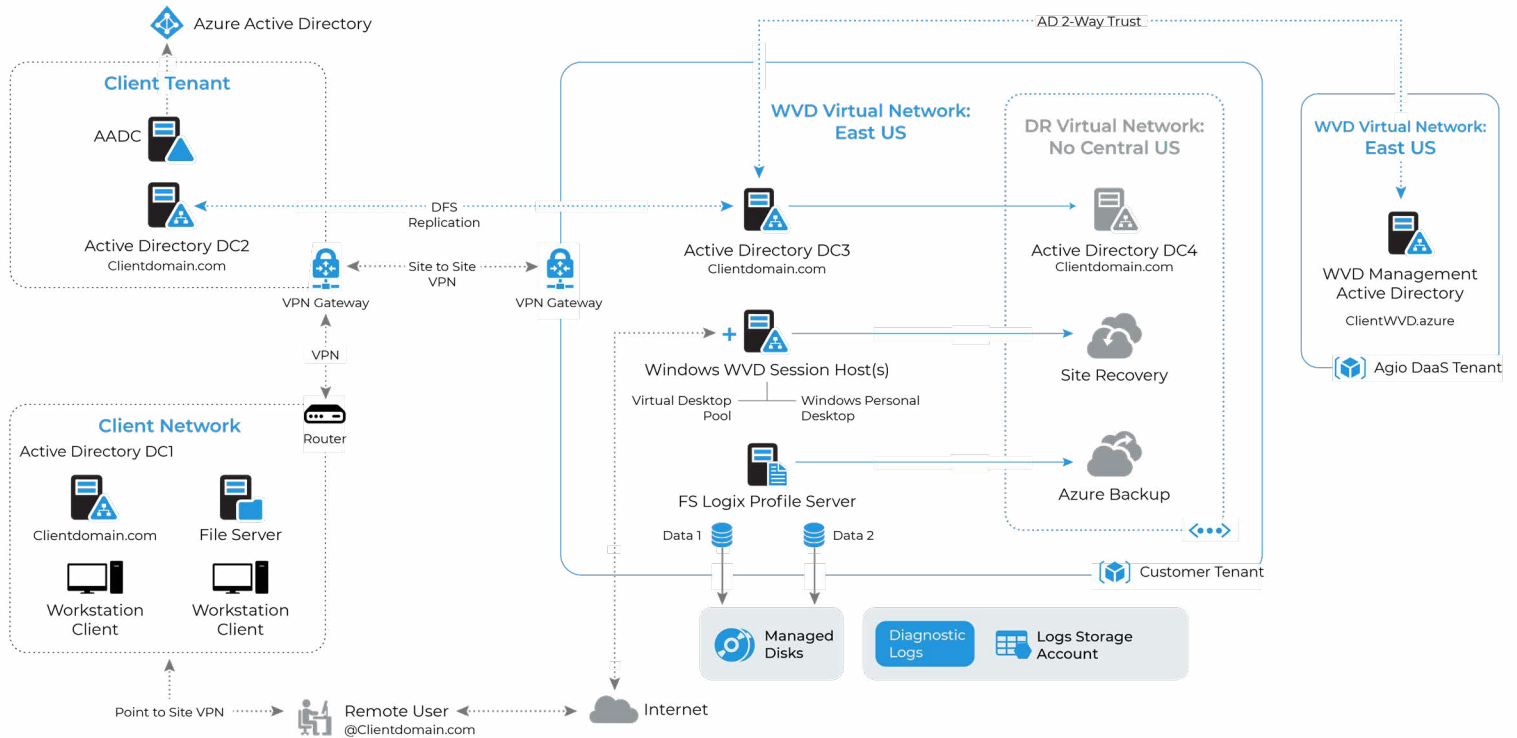 Azure Active Directory
AD 2-Way Trust
Client Tenant
AADC
Active Directory DC2
Clientdomain.com
VPN Gateway
DFS
Replication
Site to Site
VPN
VPN Gateway
VPN
Router
Client Network
Active Directory DC1
Clientdomain.com
File Server
Workstation
Client
Workstation
Client
Point to Site VPN
Remote User
@Clientdomain.com
Internet
WVD Virtual Network:
East US
Active Directory DC3
Clientdomain.com
+
Windows WVD Session Host(s)
Virtual Desktop
Pool
Windows Personal
Desktop
FS Logix Profile Server
Data 1
Data 2
DR Virtual Network:
No Central US
Active Directory DC4
Clientdomain.com
Site Recovery
Azure Backup
Customer Tenant
Managed
Disks
Diagnostic
Logs
Logs Storage
Account
WVD Virtual Network:
East US
WVD Management
Active Directory
ClientWVD.azure
Agio DaaS Tenant